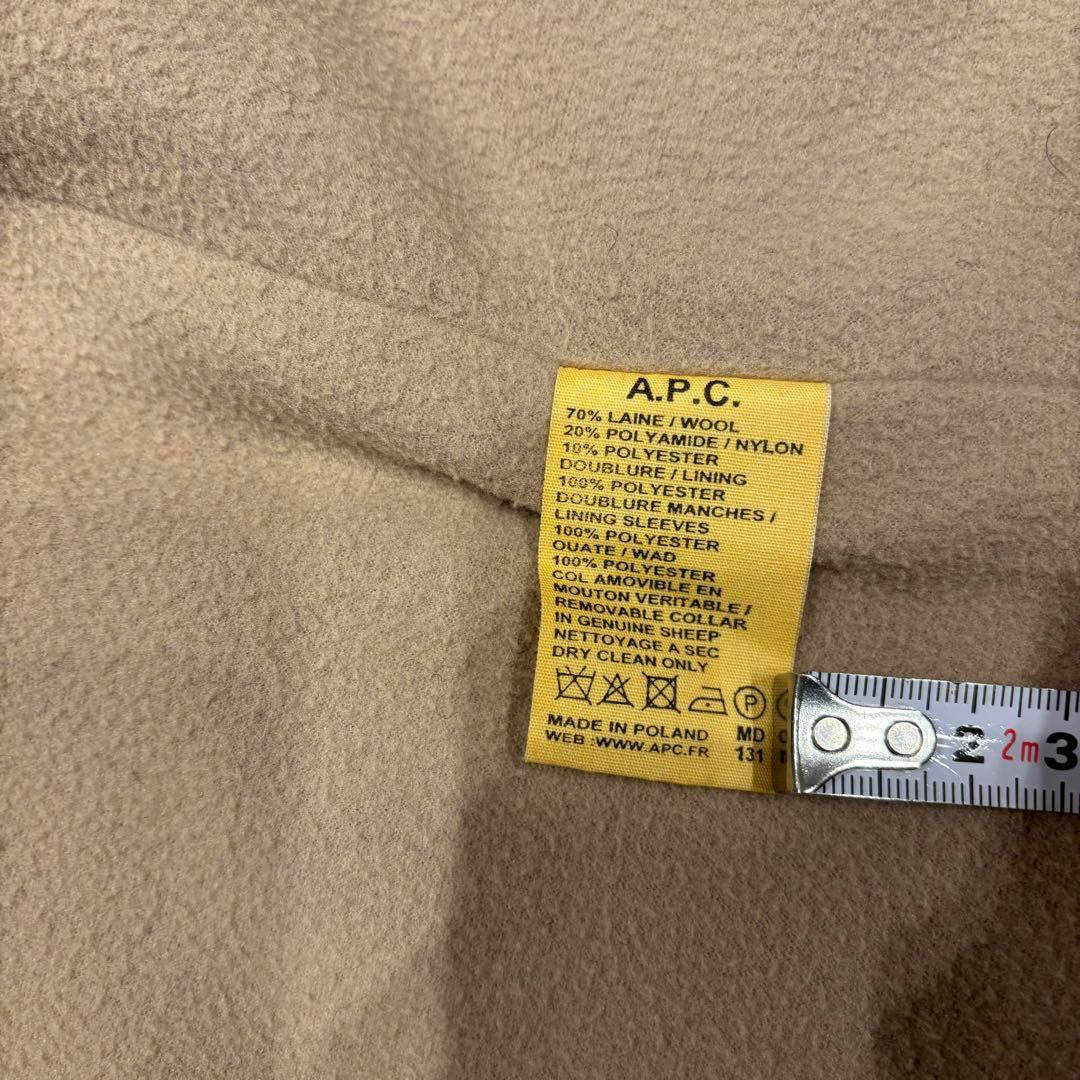 A.P.C.
70% LAINE / WOOL
20% POLYAMIDE / NYLON
10% POLYESTER
DOUBLURE / LINING
100% POLYESTER
DOUBLURE MANCHES /
LINING SLEEVES
100% POLYESTER
OUATE / WAD
100% POLYESTER
COL AMOVIBLE EN
MOUTON VERITABLE /
REMOVABLE COLLAR
IN GENUINE SHEEP
NETTOYAGE A SEC
DRY CLEAN ONLY
P
MADE IN POLAND MD
WEB :WWW.APC.FR 131
2 2m 3